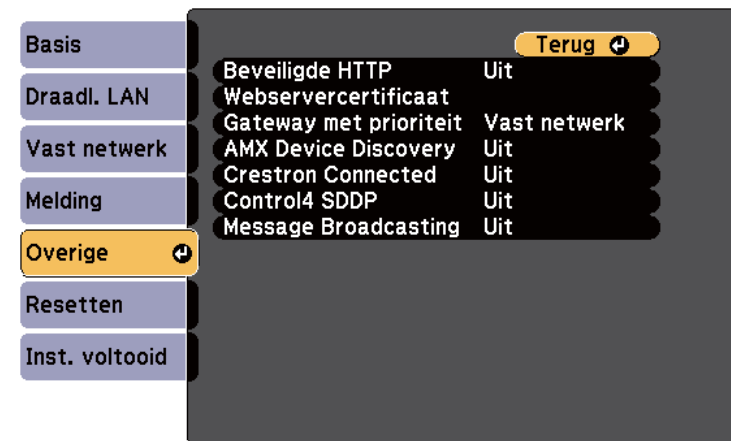 Basis
Draadl. LAN
Vast netwerk
Melding
Overige
Resetten
Inst. voltooid
Terug
Beveiligde HTTP Uit
Webservercertificaat
Gateway met prioriteit Vast netwerk
AMX Device Discovery Uit
Crestron Connected Uit
Control4 SDDP Uit
Message Broadcasting Uit